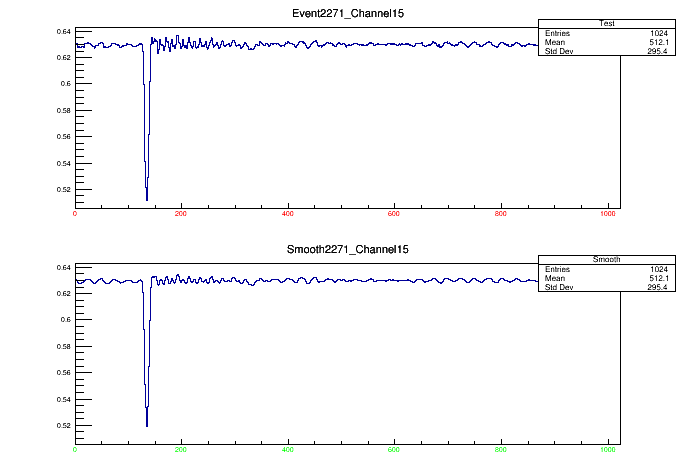 Event2271_Channel15
Test
Entries 1024
Mean 512.1
Std Dev 295.4
0.64
0.62
0.6
0.58
0.56
0.54
0.52
0 200 400 600 800 1000
Smooth2271_Channel15
Smooth
Entries 1024
Mean 512.1
Std Dev 295.4
0.64
0.62
0.6
0.58
0.56
0.54
0.52
0 200 400 600 800 1000